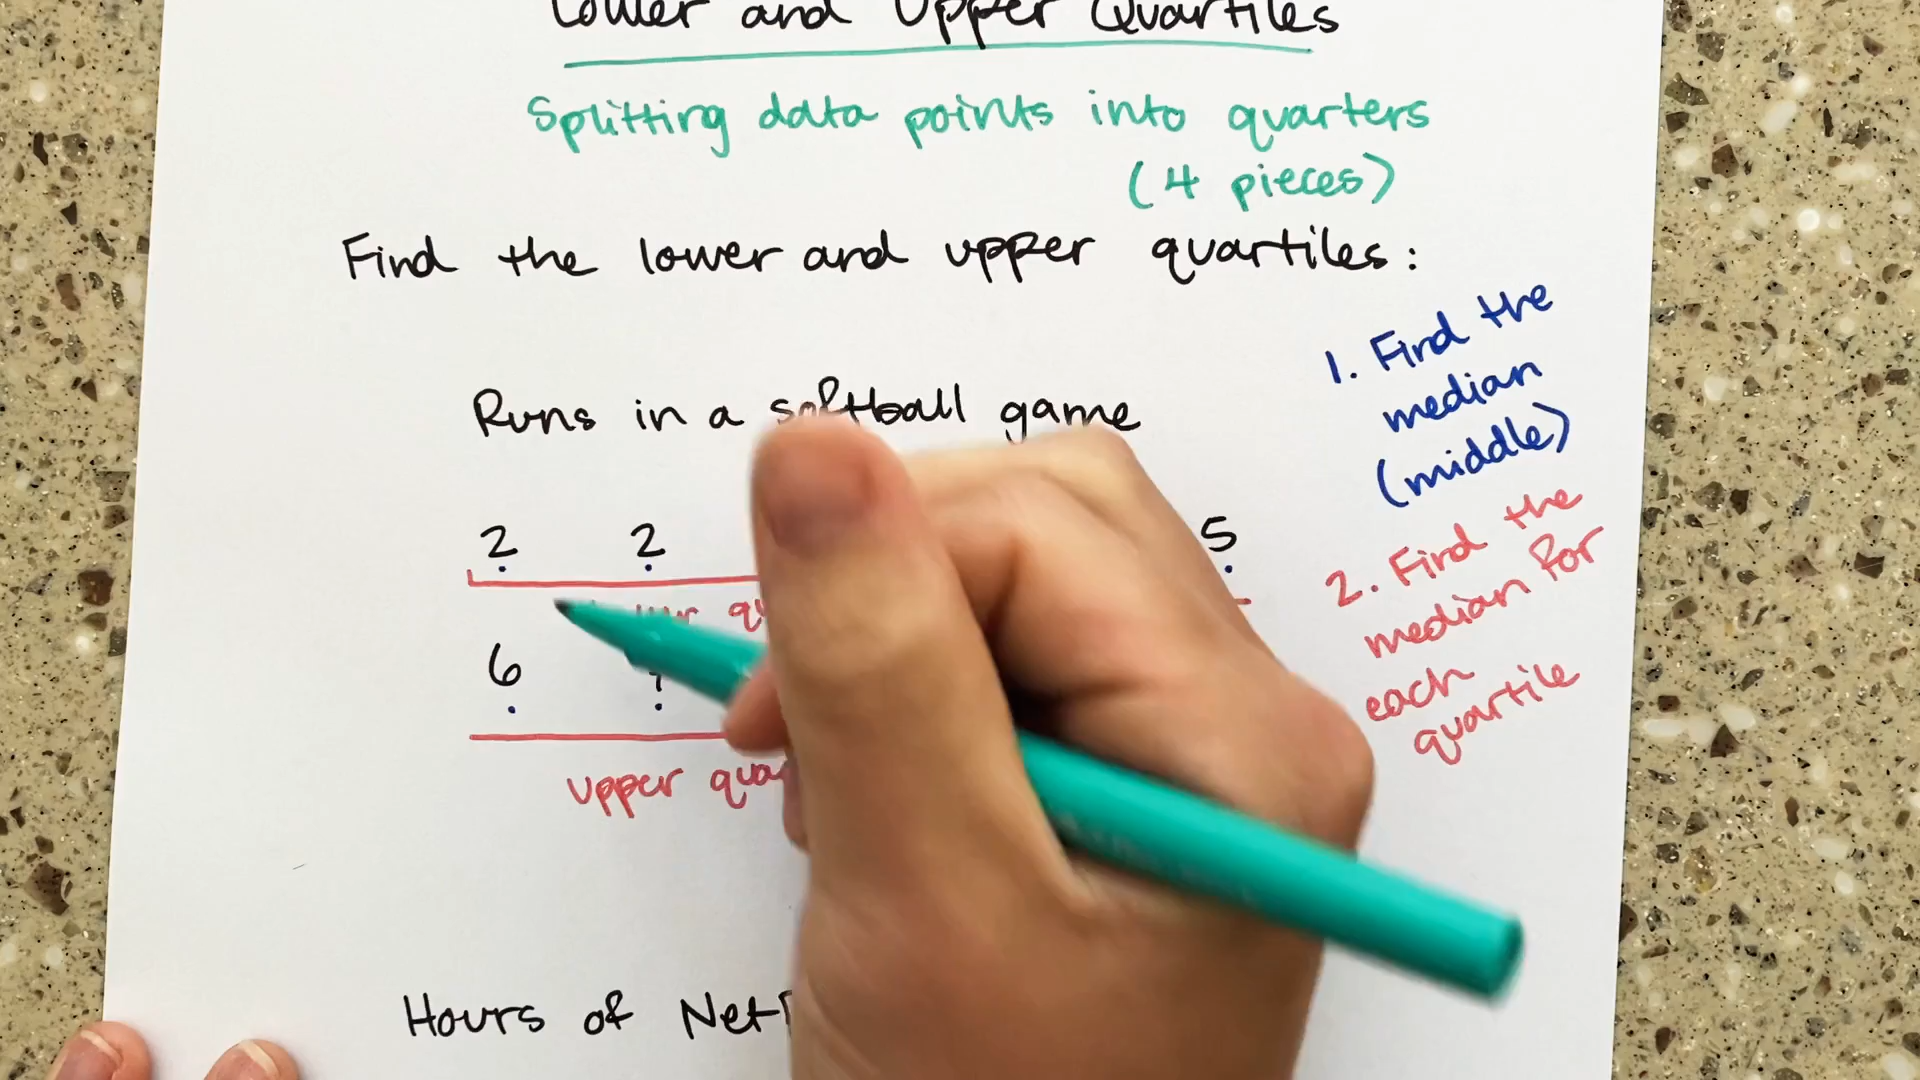 Lower and Upper Quartiles
Splitting data points into quarters
(4 pieces)
Find the lower and upper quartiles:
Runs in a softball game
2 2 5
6
upper
Hours of
1. Find the
median
(middle)
2. Find the
median for
each
quartile